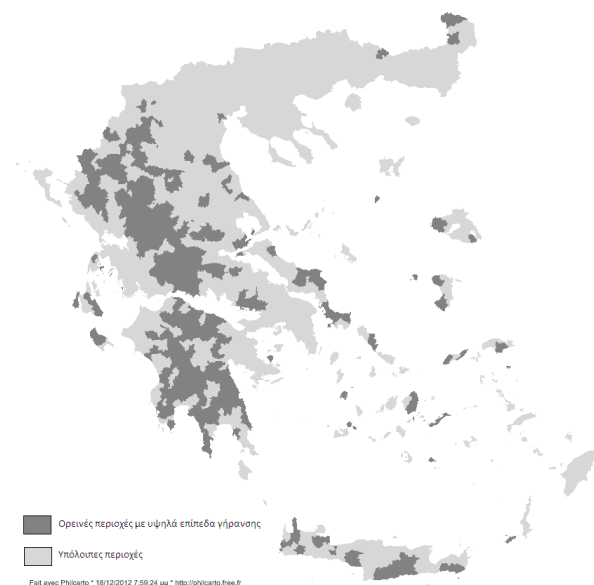 Ορεινές περιοχές με υψηλά επίπεδα γήρανσης
Υπόλοιπες περιοχές
Fait avec Philcarto * 18/12/2012 7:59:24 μμ * http://philcarto.free.fr